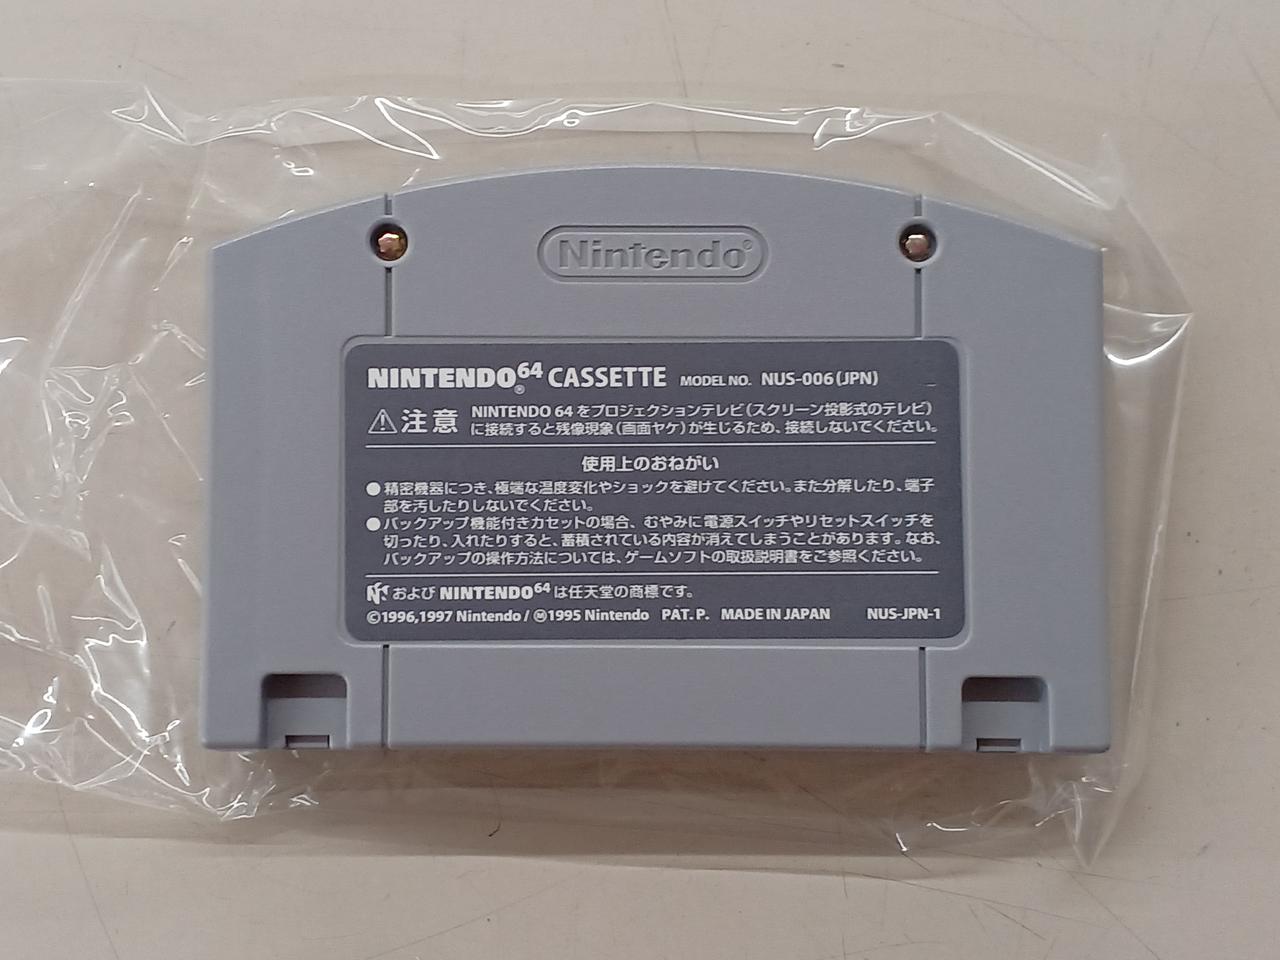 Nintendo®
NINTENDO64® CASSETTE MODEL NO. NUS-006(JPN)
⚠注意 NINTENDO 64をプロジェクションテレビ(スクリーン投影式のテレビ)
に接続すると残像現象(画面ヤケ)が生じるため、接続しないでください。
使用上のおねがい
●精密機器につき、極端な温度変化やショックを避けてください。また分解したり、端子
部を汚したりしないでください。
●バックアップ機能付きカセットの場合、むやみに電源スイッチやリセットスイッチを
切ったり、入れたりすると、蓄積されている内容が消えてしまうことがあります。なお、
バックアップの操作方法については、ゲームソフトの取扱説明書をご参照ください。
および NINTENDO64は任天堂の商標です。
©1996,1997 Nintendo/Ⓜ1995 Nintendo PAT.P. MADE IN JAPAN NUS-JPN-1